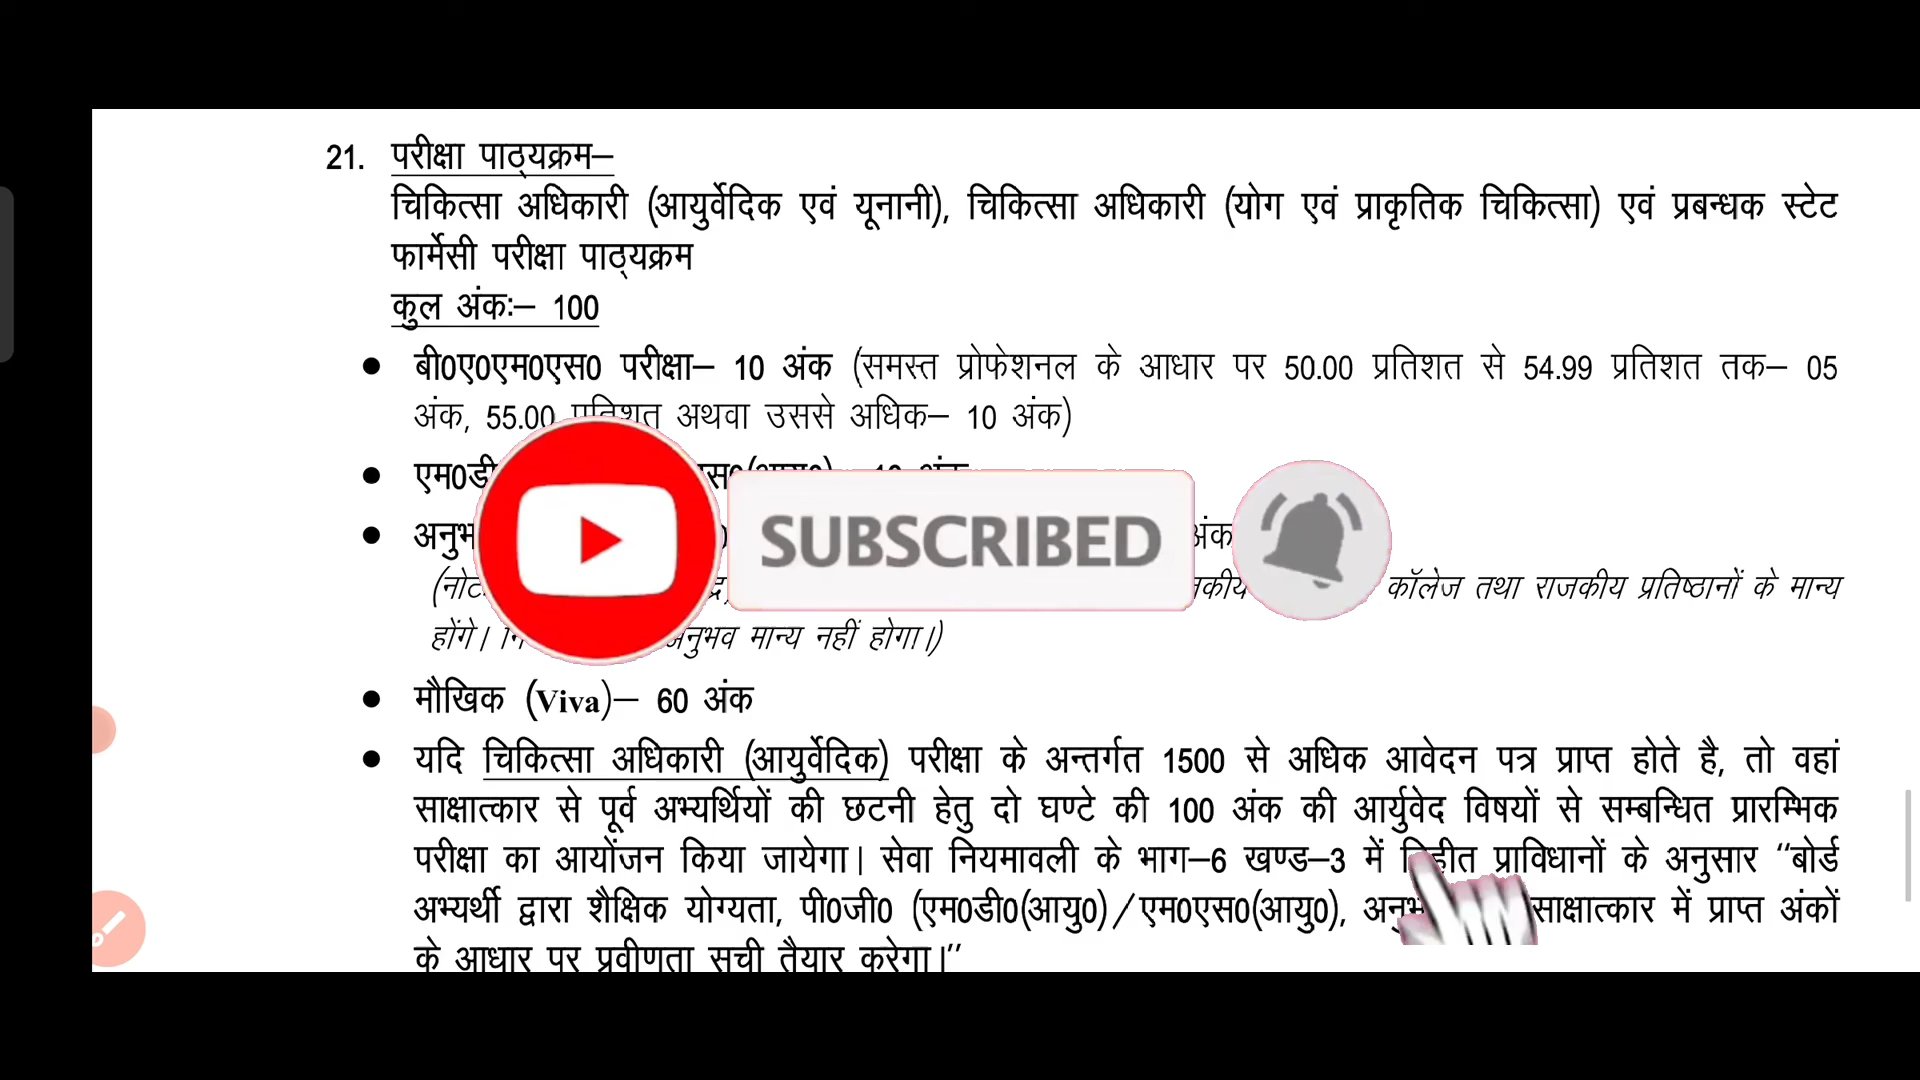 21. परीक्षा पाठ्यक्रम–
चिकित्सा अधिकारी (आयुर्वेदिक एवं यूनानी), चिकित्सा अधिकारी (योग एवं प्राकृतिक चिकित्सा) एवं प्रबन्धक स्टेट
फार्मेसी परीक्षा पाठ्यक्रम
कुल अंकः– 100
● बी0ए0एम0एस0 परीक्षा– 10 अंक (समस्त प्रोफेशनल के आधार पर 50.00 प्रतिशत से 54.99 प्रतिशत तक– 05
अंक, 55.00 प्रतिशत अथवा उससे अधिक– 10 अंक)
● अंक
SUBSCRIBED
कॉलेज तथा राजकीय प्रतिष्ठानों के मान्य
होंगे। अनुभव मान्य नहीं होगा।)
● मौखिक (Viva)– 60 अंक
● यदि चिकित्सा अधिकारी (आयुर्वेदिक) परीक्षा के अन्तर्गत 1500 से अधिक आवेदन पत्र प्राप्त होते है, तो वहां
साक्षात्कार से पूर्व अभ्यर्थियों की छटनी हेतु दो घण्टे की 100 अंक की आर्युवेद विषयों से सम्बन्धित प्रारम्भिक
परीक्षा का आयोंजन किया जायेगा। सेवा नियमावली के भाग–6 खण्ड–3 में प्राविधानों के अनुसार ‘‘बोर्ड
अभ्यर्थी द्वारा शैक्षिक योग्यता, पी0जी0 (एम0डी0(आयु0)/एम0एस0(आयु0), साक्षात्कार में प्राप्त अंकों
के आधार पर प्रवीणता सूची तैयार करेगा।’’